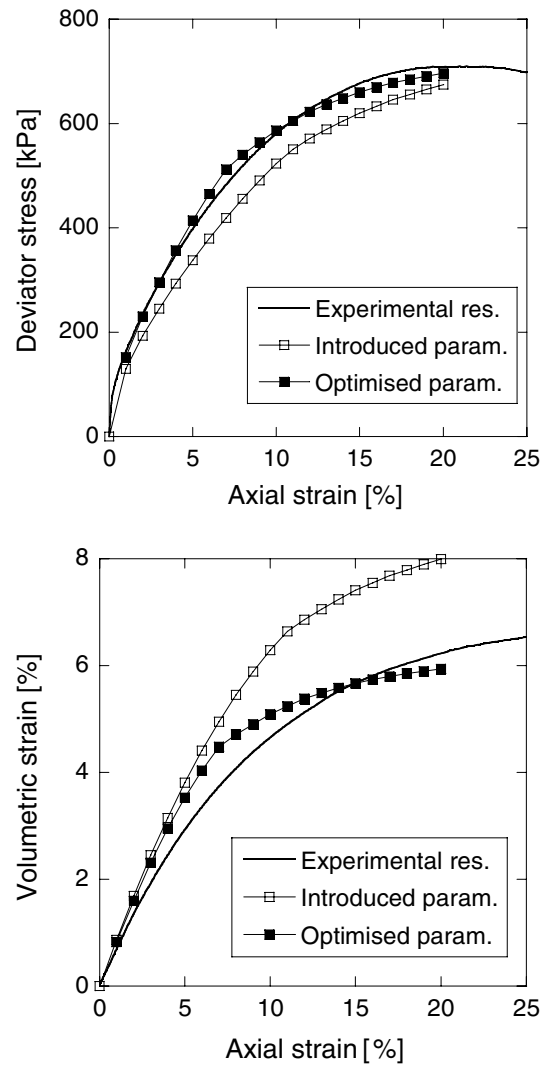 800
600
400
200
0
Deviator stress [kPa]
Experimental res.
Introduced param.
Optimised param.
0 5 10 15 20 25
Axial strain [%]
8
6
4
2
0
Volumetric strain [%]
Experimental res.
Introduced param.
Optimised param.
0 5 10 15 20 25
Axial strain [%]